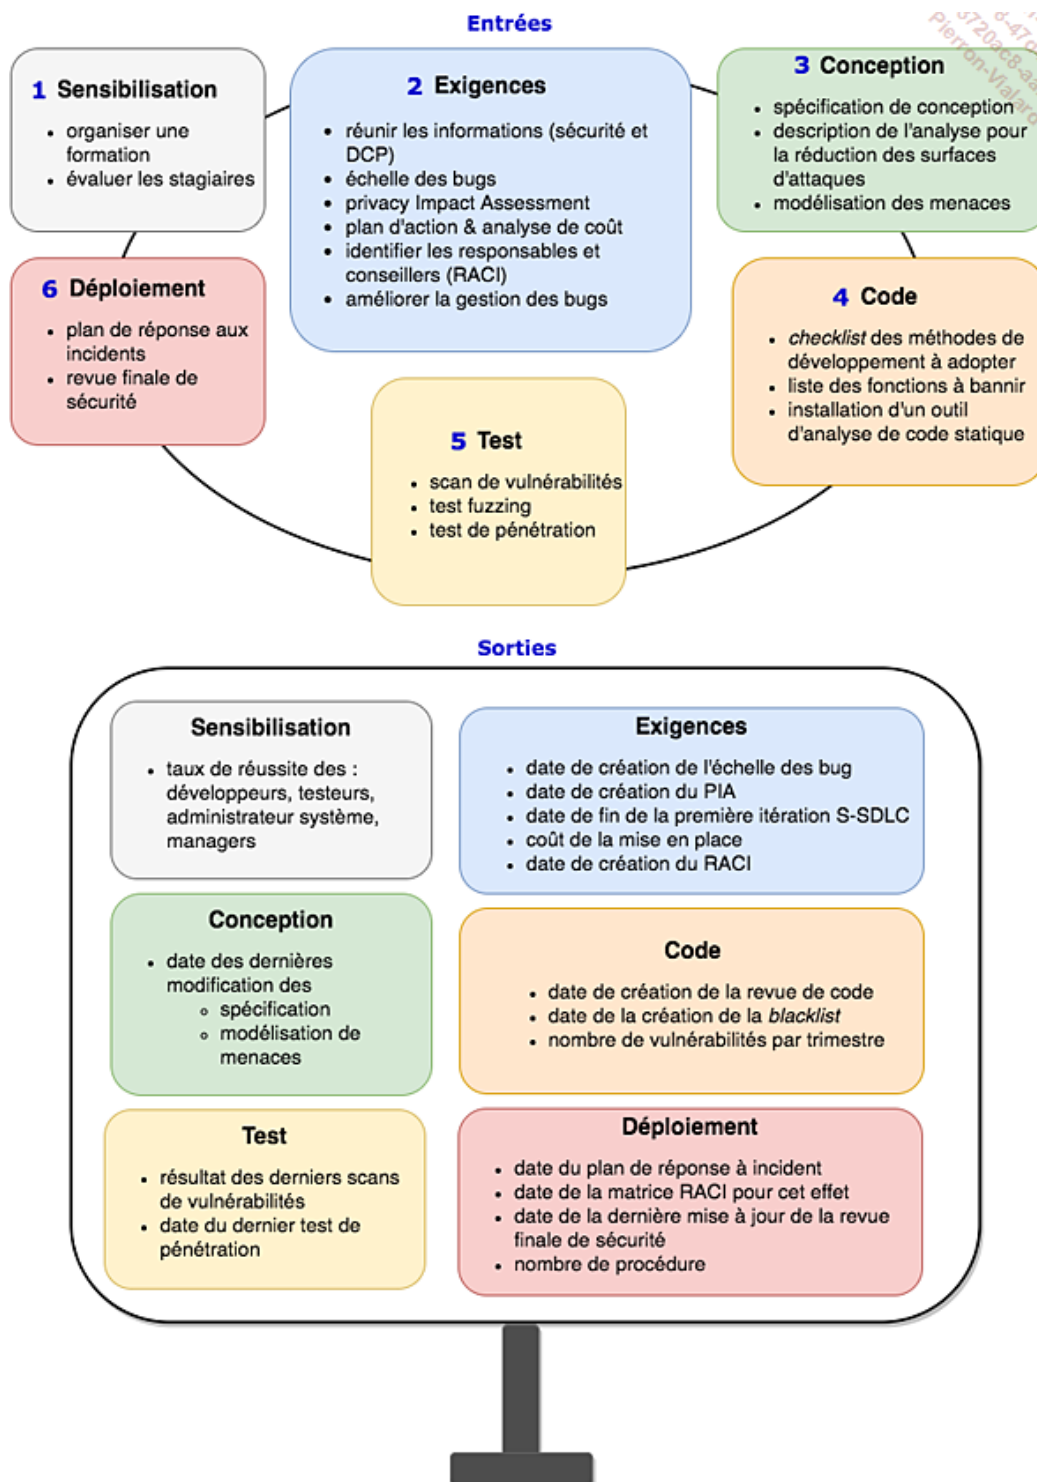 Entrées
1 Sensibilisation
• organiser une
formation
• évaluer les stagiaires
2 Exigences
• réunir les informations (sécurité et
DCP)
• échelle des bugs
• privacy Impact Assessment
• plan d'action & analyse de coût
• identifier les responsables et
conseillers (RACI)
• améliorer la gestion des bugs
3 Conception
• spécification de conception
• description de l'analyse pour
la réduction des surfaces
d'attaques
• modélisation des menaces
4 Code
• checklist des méthodes de
développement à adopter
• liste des fonctions à bannir
• installation d'un outil
d'analyse de code statique
5 Test
• scan de vulnérabilités
• test fuzzing
• test de pénétration
6 Déploiement
• plan de réponse aux
incidents
• revue finale de
sécurité
Sorties
Sensibilisation
• taux de réussite des :
développeurs, testeurs,
administrateur système,
managers
Exigences
• date de création de l'échelle des bug
• date de création du PIA
• date de fin de la première itération S-SDLC
• coût de la mise en place
• date de création du RACI
Conception
• date des dernières
modification des
◦ spécification
◦ modélisation de
menaces
Code
• date de création de la revue de code
• date de la création de la blacklist
• nombre de vulnérabilités par trimestre
Test
• résultat des derniers scans
de vulnérabilités
• date du dernier test de
pénétration
Déploiement
• date du plan de réponse à incident
• date de la matrice RACI pour cet effet
• date de la dernière mise à jour de la revue
finale de sécurité
• nombre de procédure
Pierron-Vialard